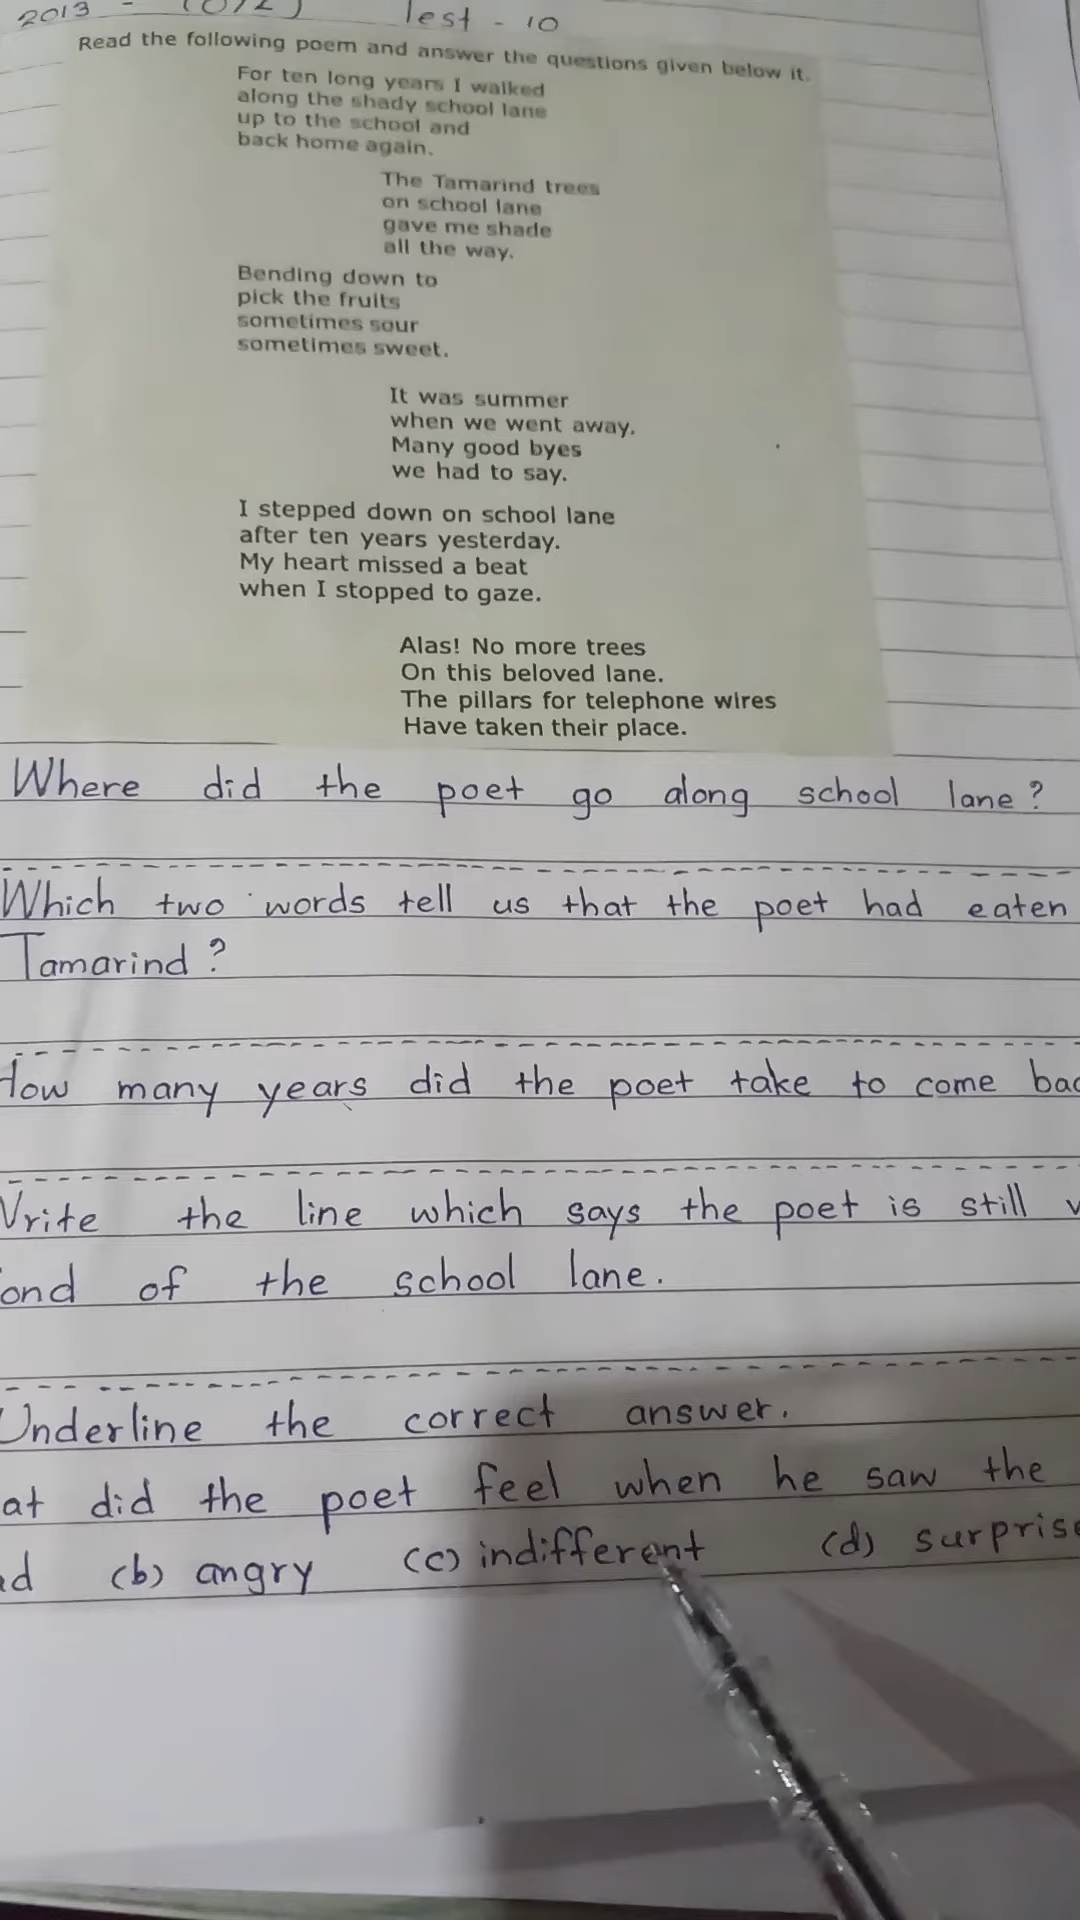 2013 - Test - 10
Read the following poem and answer the questions given below it.
For ten long years I walked
along the shady school lane
up to the school and
back home again.
The Tamarind trees
on school lane
gave me shade
all the way.
Bending down to
pick the fruits
sometimes sour
sometimes sweet.
It was summer
when we went away.
Many good byes
we had to say.
I stepped down on school lane
after ten years yesterday.
My heart missed a beat
when I stopped to gaze.
Alas! No more trees
On this beloved lane.
The pillars for telephone wires
Have taken their place.
Where did the poet go along school lane?
Which two words tell us that the poet had eaten
Tamarind?
How many years did the poet take to come
Write the line which says the poet is still
of the school lane.
Underline the correct answer.
did the poet feel when he saw the
(b) angry (c) indifferent (d) surprise